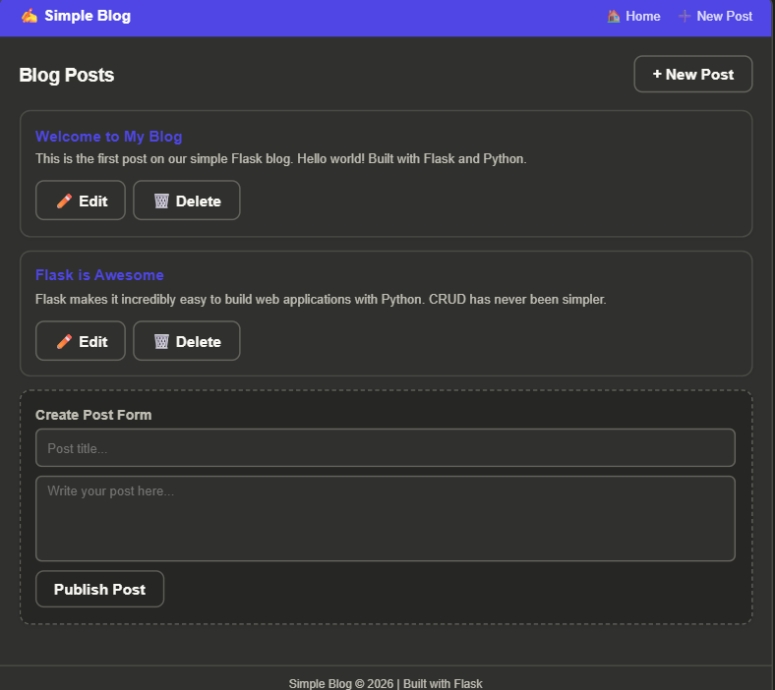 ✍️ Simple Blog
🏠 Home ➕ New Post
Blog Posts
+ New Post
Welcome to My Blog
This is the first post on our simple Flask blog. Hello world! Built with Flask and Python.
✏️ Edit 🗑️ Delete
Flask is Awesome
Flask makes it incredibly easy to build web applications with Python. CRUD has never been simpler.
✏️ Edit 🗑️ Delete
Create Post Form
Post title...
Write your post here...
Publish Post
Simple Blog © 2026 | Built with Flask